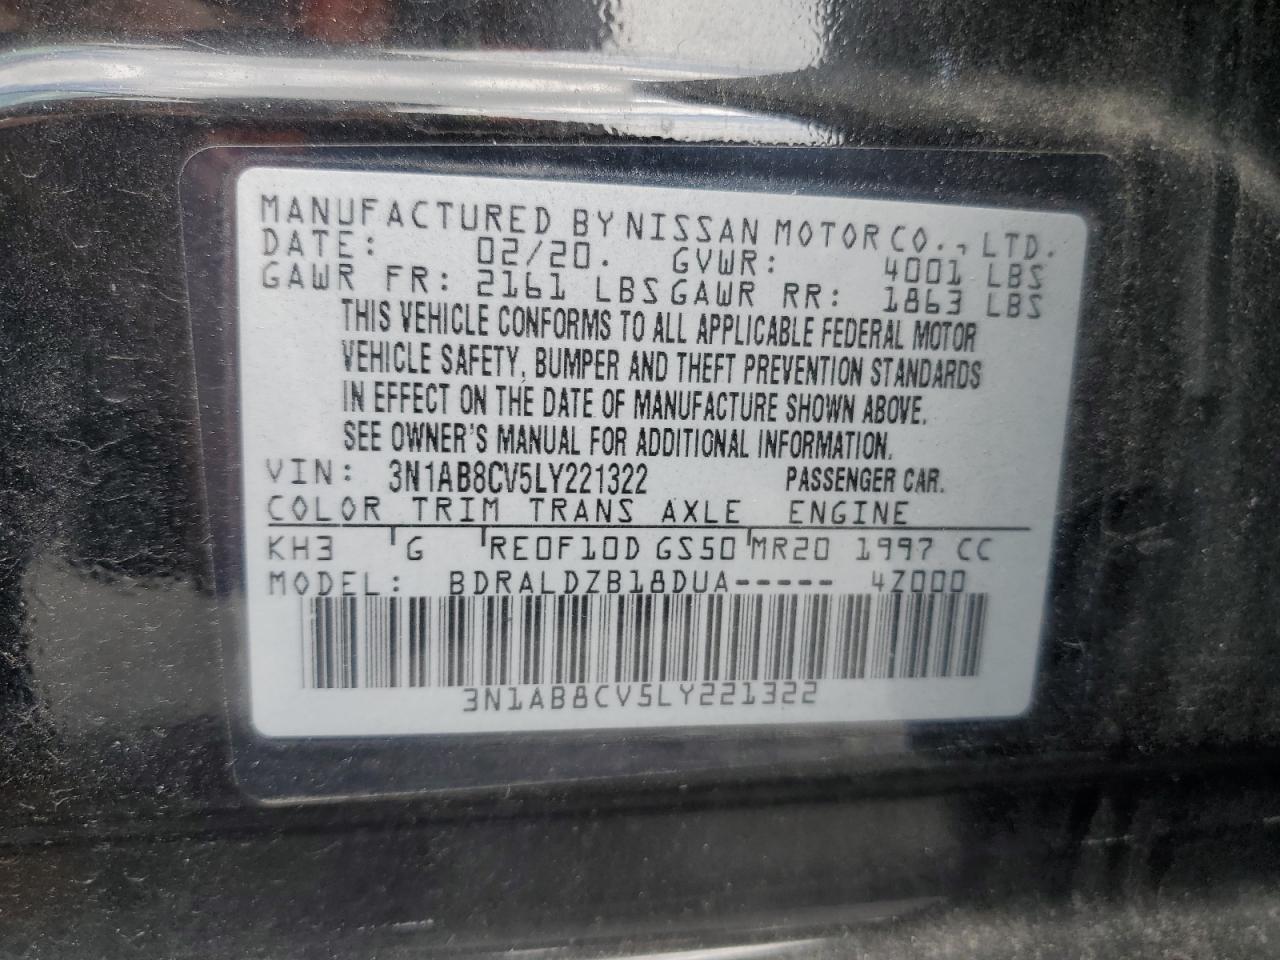 MANUFACTURED BY NISSAN MOTOR CO., LTD.
DATE: 02/20. GVWR: 4001 LBS
GAWR FR: 2161 LBS GAWR RR: 1863 LBS
THIS VEHICLE CONFORMS TO ALL APPLICABLE FEDERAL MOTOR
VEHICLE SAFETY, BUMPER AND THEFT PREVENTION STANDARDS
IN EFFECT ON THE DATE OF MANUFACTURE SHOWN ABOVE.
SEE OWNER'S MANUAL FOR ADDITIONAL INFORMATION.
VIN: 3N1AB8CV5LY221322 PASSENGER CAR.
COLOR TRIM TRANS AXLE ENGINE
KH3 G RE0F10D GS50 MR20 1997 CC
MODEL: BDRALDZB18DUA----- 4Z000
3N1AB8CV5LY221322